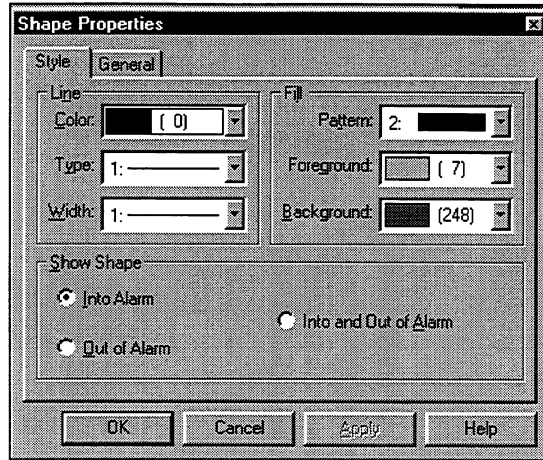 Shape Properties
Style General
Line
Color: ( 0)
Type: 1:
Width: 1:
Fill
Pattern: 2:
Foreground: ( 7)
Background: (248)
Show Shape
Into Alarm
Into and Out of Alarm
Out of Alarm
OK Cancel Apply Help